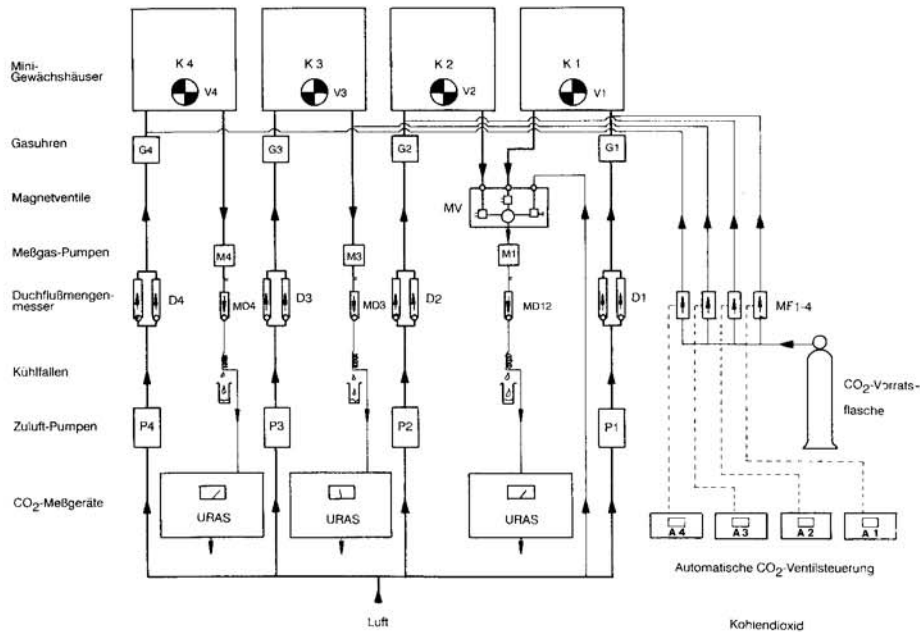 K 4
K 3
K 2
K 1
Mini-
Gewächshäuser
V4
V3
V2
V1
Gasuhren
G4
G3
G2
G1
Magnetventile
MV
Meßgas-Pumpen
M4
M3
M1
Duchflußmengen-
messer
D4
MD4
D3
MD3
D2
MD12
D1
MF1-4
Kühlfallen
CO2-Vorrats-
flasche
Zuluft-Pumpen
P4
P3
P2
P1
CO2-Meßgeräte
URAS
URAS
URAS
A 4
A 3
A 2
A 1
Automatische CO2-Ventilsteuerung
Luft
Kohlendioxid